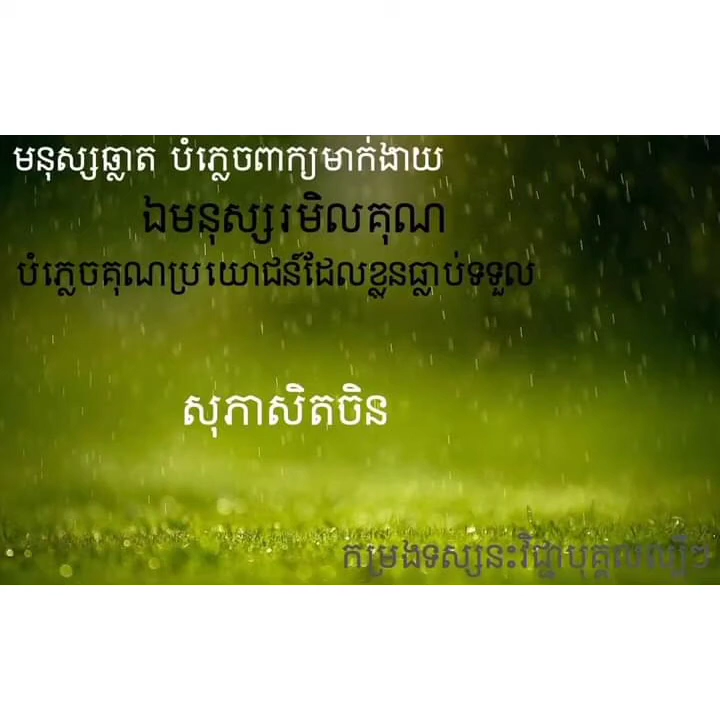 មនុស្សឆ្លាត បំភ្លេចពាក្យមាក់ងាយ
ឯមនុស្សរមិលគុណ
បំភ្លេចគុណប្រយោជន៍ដែលខ្លួនធ្លាប់ទទួល
សុភាសិតចិន
កម្រងទស្សនះវិជ្ជាបុគ្គលល្បីៗ